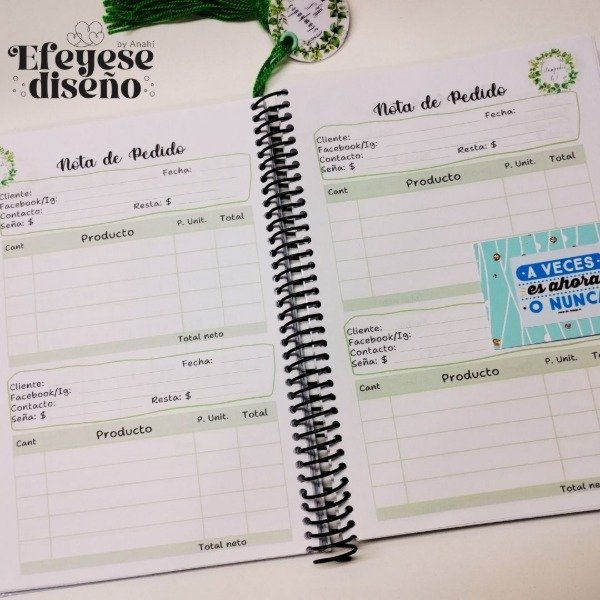 by Anahí
Efeyese
diseño
Nota de Pedido
Fecha:
Cliente:
Facebook/Ig:
Contacto:
Seña: $ Resta: $
Cant Producto P. Unit. Total
Total neto
Fecha:
Cliente:
Facebook/Ig:
Contacto:
Seña: $ Resta: $
Cant Producto P. Unit. Total
Total neto
Nota de Pedido
Fecha:
Cliente:
Facebook/Ig:
Contacto:
Seña: $ Resta: $
Cant Producto P. Unit. Total
A VECES
es ahora
O NUNCA
Cliente:
Facebook/Ig:
Contacto:
Seña: $
Cant Producto P. Unit. Total
Total neto